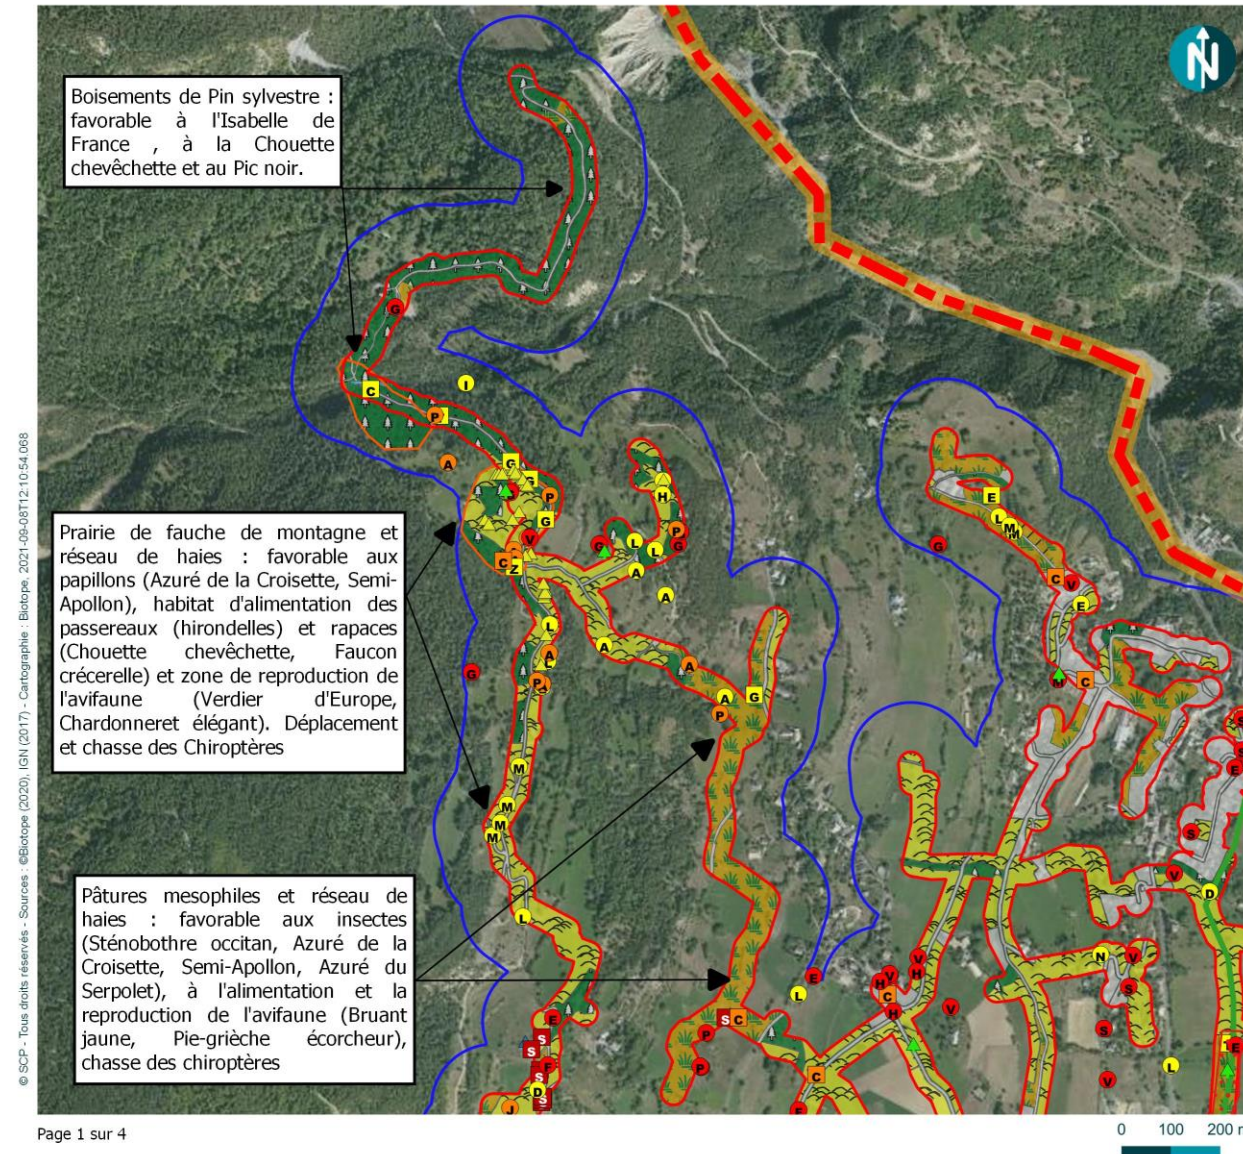 N
Boisements de Pin sylvestre :
favorable à l'Isabelle de
France , à la Chouette
chevêchette et au Pic noir.
Prairie de fauche de montagne et
réseau de haies : favorable aux
papillons (Azuré de la Croisette, Semi-
Apollon), habitat d'alimentation des
passereaux (hirondelles) et rapaces
(Chouette chevêchette, Faucon
crécerelle) et zone de reproduction de
l'avifaune (Verdier d'Europe,
Chardonneret élégant). Déplacement
et chasse des Chiroptères
Pâtures mesophiles et réseau de
haies : favorable aux insectes
(Sténobothre occitan, Azuré de la
Croisette, Semi-Apollon, Azuré du
Serpolet), à l'alimentation et la
reproduction de l'avifaune (Bruant
jaune, Pie-grièche écorcheur),
chasse des chiroptères
© SCP - Tous droits réservés - Sources : ©Biotope (2020), IGN (2017) - Cartographie : Biotope, 2021-09-08T12:10:54.068
Page 1 sur 4
0 100 200 m